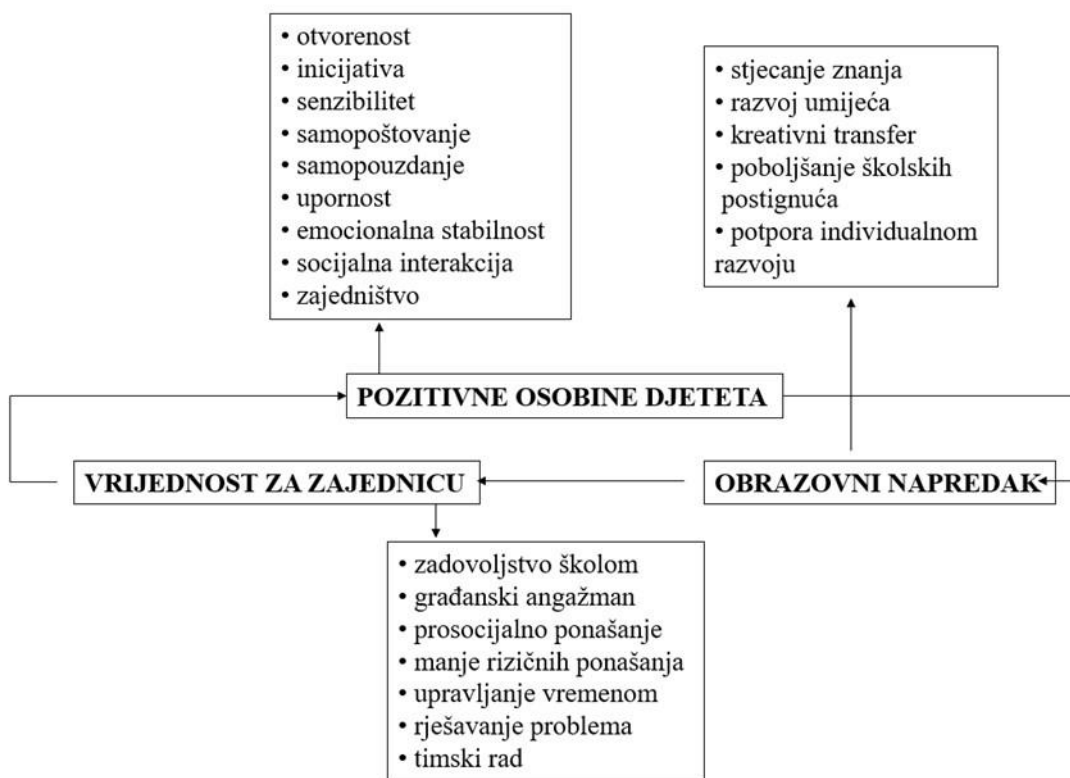 • otvorenost
• inicijativa
• senzibilitet
• samopoštovanje
• samopouzdanje
• upornost
• emocionalna stabilnost
• socijalna interakcija
• zajedništvo
• stjecanje znanja
• razvoj umijeća
• kreativni transfer
• poboljšanje školskih
postignuća
• potpora individualnom
razvoju
POZITIVNE OSOBINE DJETETA
VRIJEDNOST ZA ZAJEDNICU
OBRAZOVNI NAPREDAK
• zadovoljstvo školom
• građanski angažman
• prosocijalno ponašanje
• manje rizičnih ponašanja
• upravljanje vremenom
• rješavanje problema
• timski rad